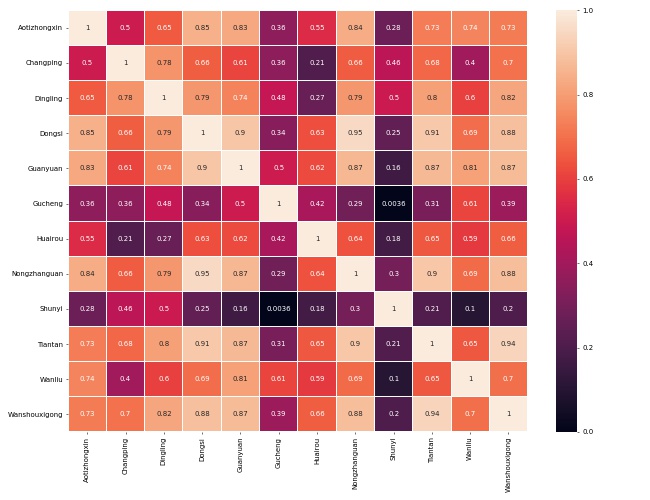 Aotizhongxin 1 0.5 0.65 0.85 0.83 0.36 0.55 0.84 0.28 0.73 0.74 0.73
Changping 0.5 1 0.78 0.66 0.61 0.36 0.21 0.66 0.46 0.68 0.4 0.7
Dingling 0.65 0.78 1 0.79 0.74 0.48 0.27 0.79 0.5 0.8 0.6 0.82
Dongsi 0.85 0.66 0.79 1 0.9 0.34 0.63 0.95 0.25 0.91 0.69 0.88
Guanyuan 0.83 0.61 0.74 0.9 1 0.5 0.62 0.87 0.16 0.87 0.81 0.87
Gucheng 0.36 0.36 0.48 0.34 0.5 1 0.42 0.29 0.0036 0.31 0.61 0.39
Huairou 0.55 0.21 0.27 0.63 0.62 0.42 1 0.64 0.18 0.65 0.59 0.66
Nongzhanguan 0.84 0.66 0.79 0.95 0.87 0.29 0.64 1 0.3 0.9 0.69 0.88
Shunyi 0.28 0.46 0.5 0.25 0.16 0.0036 0.18 0.3 1 0.21 0.1 0.2
Tiantan 0.73 0.68 0.8 0.91 0.87 0.31 0.65 0.9 0.21 1 0.65 0.94
Wanliu 0.74 0.4 0.6 0.69 0.81 0.61 0.59 0.69 0.1 0.65 1 0.7
Wanshouxigong 0.73 0.7 0.82 0.88 0.87 0.39 0.66 0.88 0.2 0.94 0.7 1
Aotizhongxin
Changping
Dingling
Dongsi
Guanyuan
Gucheng
Huairou
Nongzhanguan
Shunyi
Tiantan
Wanliu
Wanshouxigong
1.0
0.8
0.6
0.4
0.2
0.0